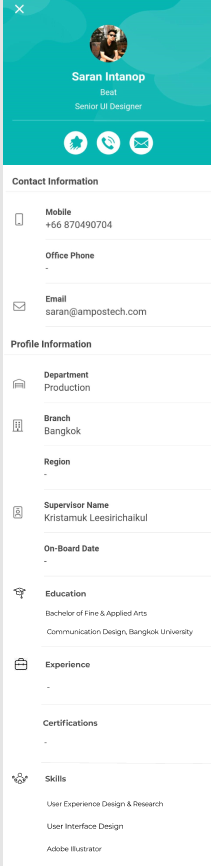 Saran Intanop
Beat
Senior UI Designer
Contact Information
Mobile
+66 870490704
Office Phone
-
Email
saran@ampostech.com
Profile Information
Department
Production
Branch
Bangkok
Region
-
Supervisor Name
Kristamuk Leesirichaikul
On-Board Date
-
Education
Bachelor of Fine & Applied Arts
Communication Design, Bangkok University
Experience
-
Certifications
-
Skills
User Experience Design & Research
User Interface Design
Adobe Illustrator